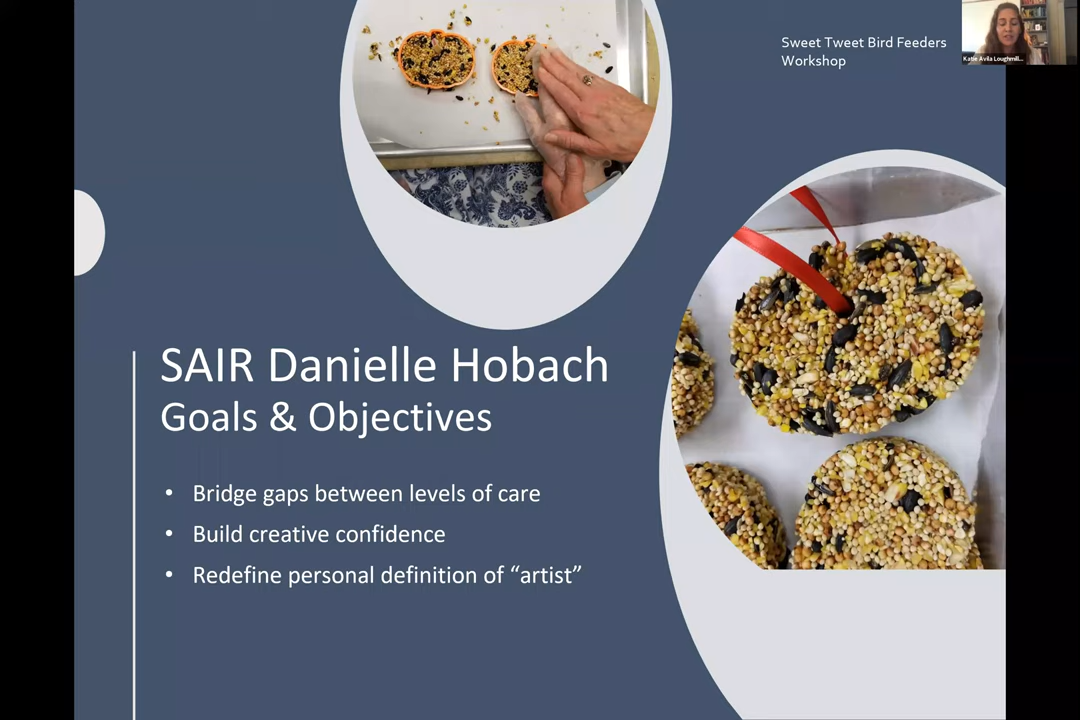 Sweet Tweet Bird Feeders
Workshop
Katie Avila Loughmill...
SAIR Danielle Hobach
Goals & Objectives
• Bridge gaps between levels of care
• Build creative confidence
• Redefine personal definition of “artist”